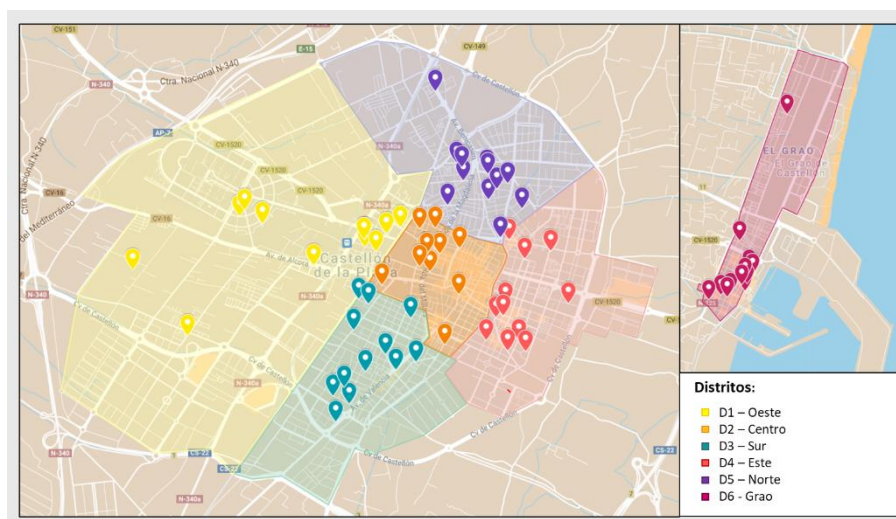 CV-151
E-15
CV-149
N-340
Ctra. Nacional N-340
Cv de Castellón
AP-7
CV-1520
N-340a
CV-1520
CV-1520
Ctra. Nacional N-340
CV-16
N-340a
CV-16
del Mediterráneo
Av. de Alcora
Castellón
de la Plana
N-340a
CV-1520
CV-15
Cv de Castellón
Cv de Castellón
Cv de Castellón
N-340a
N-340
CS-22
CS-22
Cv de Castellón
CS-22
N-340a
EL GRAO
El Grao de
Castellón
11
CV-1520
Distritos:
D1 – Oeste
D2 – Centro
D3 – Sur
D4 – Este
D5 – Norte
D6 - Grao